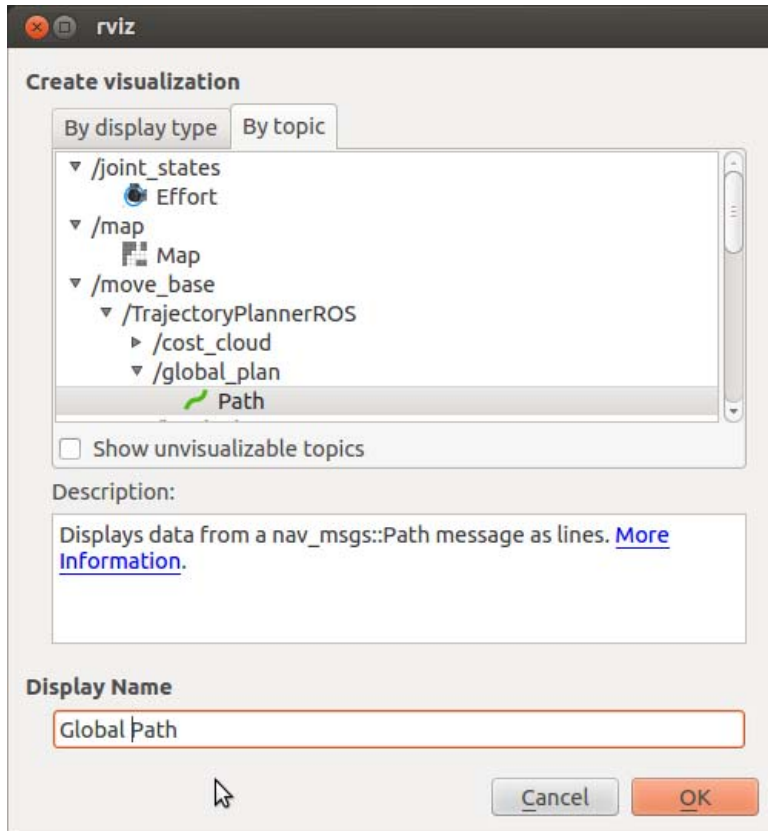 rviz
Create visualization
By display type
By topic
/joint_states
Effort
/map
Map
/move_base
/TrajectoryPlannerROS
/cost_cloud
/global_plan
Path
Show unvisualizable topics
Description:
Displays data from a nav_msgs::Path message as lines. More
Information.
Display Name
Global Path
Cancel
OK